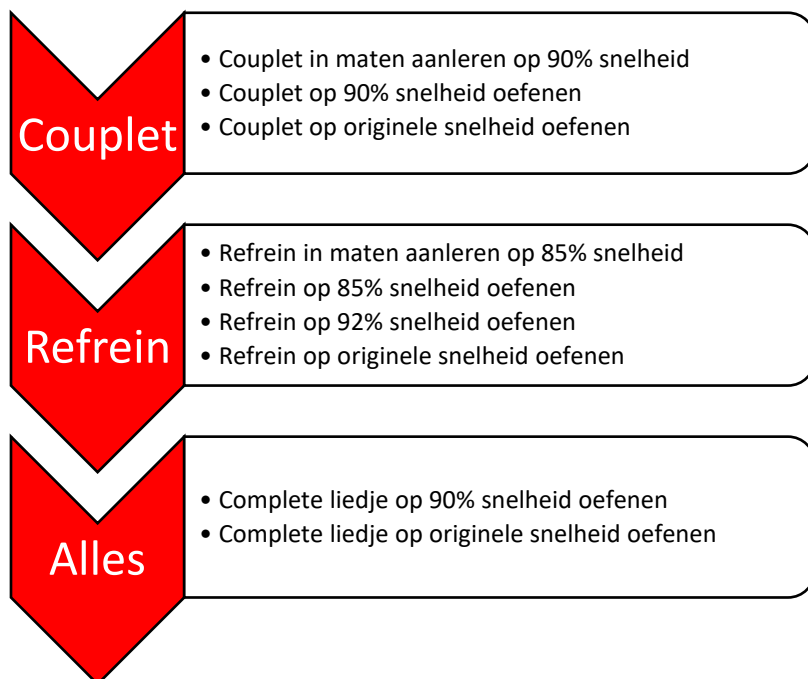 Couplet
• Couplet in maten aanleren op 90% snelheid
• Couplet op 90% snelheid oefenen
• Couplet op originele snelheid oefenen
Refrein
• Refrein in maten aanleren op 85% snelheid
• Refrein op 85% snelheid oefenen
• Refrein op 92% snelheid oefenen
• Refrein op originele snelheid oefenen
Alles
• Complete liedje op 90% snelheid oefenen
• Complete liedje op originele snelheid oefenen